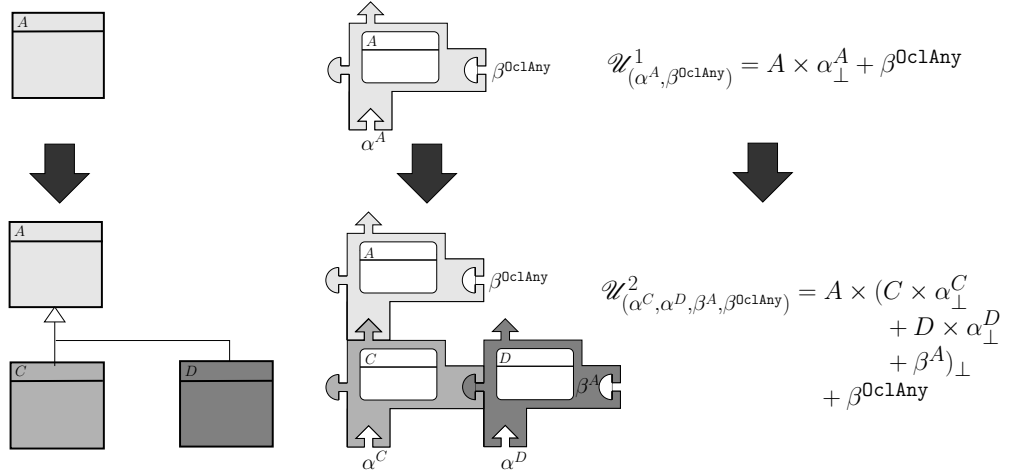 A
A
β^OclAny
α^A
𝒰^1_(α^A,β^OclAny) = A × α^A_⊥ + β^OclAny
A
A
β^OclAny
C
D
C
D
β^A
α^C
α^D
𝒰^2_(α^C,α^D,β^A,β^OclAny) = A × (C × α^C_⊥
+ D × α^D_⊥
+ β^A)_⊥
+ β^OclAny